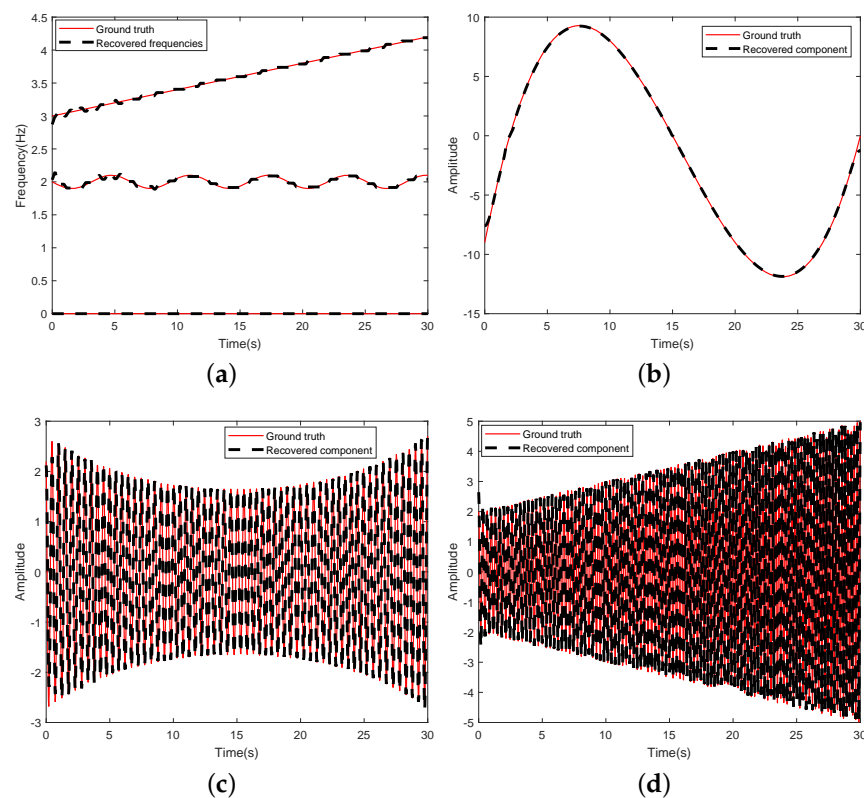 Ground truth
Recovered frequencies
4.5
4
3.5
3
2.5
2
1.5
1
0.5
0
Frequency(Hz)
0 5 10 15 20 25 30
Time(s)
(a)
Ground truth
Recovered component
10
5
0
-5
-10
-15
Amplitude
0 5 10 15 20 25 30
Time(s)
(b)
Ground truth
Recovered component
3
2
1
0
-1
-2
-3
Amplitude
0 5 10 15 20 25 30
Time(s)
(c)
Ground truth
Recovered component
5
4
3
2
1
0
-1
-2
-3
-4
-5
Amplitude
0 5 10 15 20 25 30
Time(s)
(d)